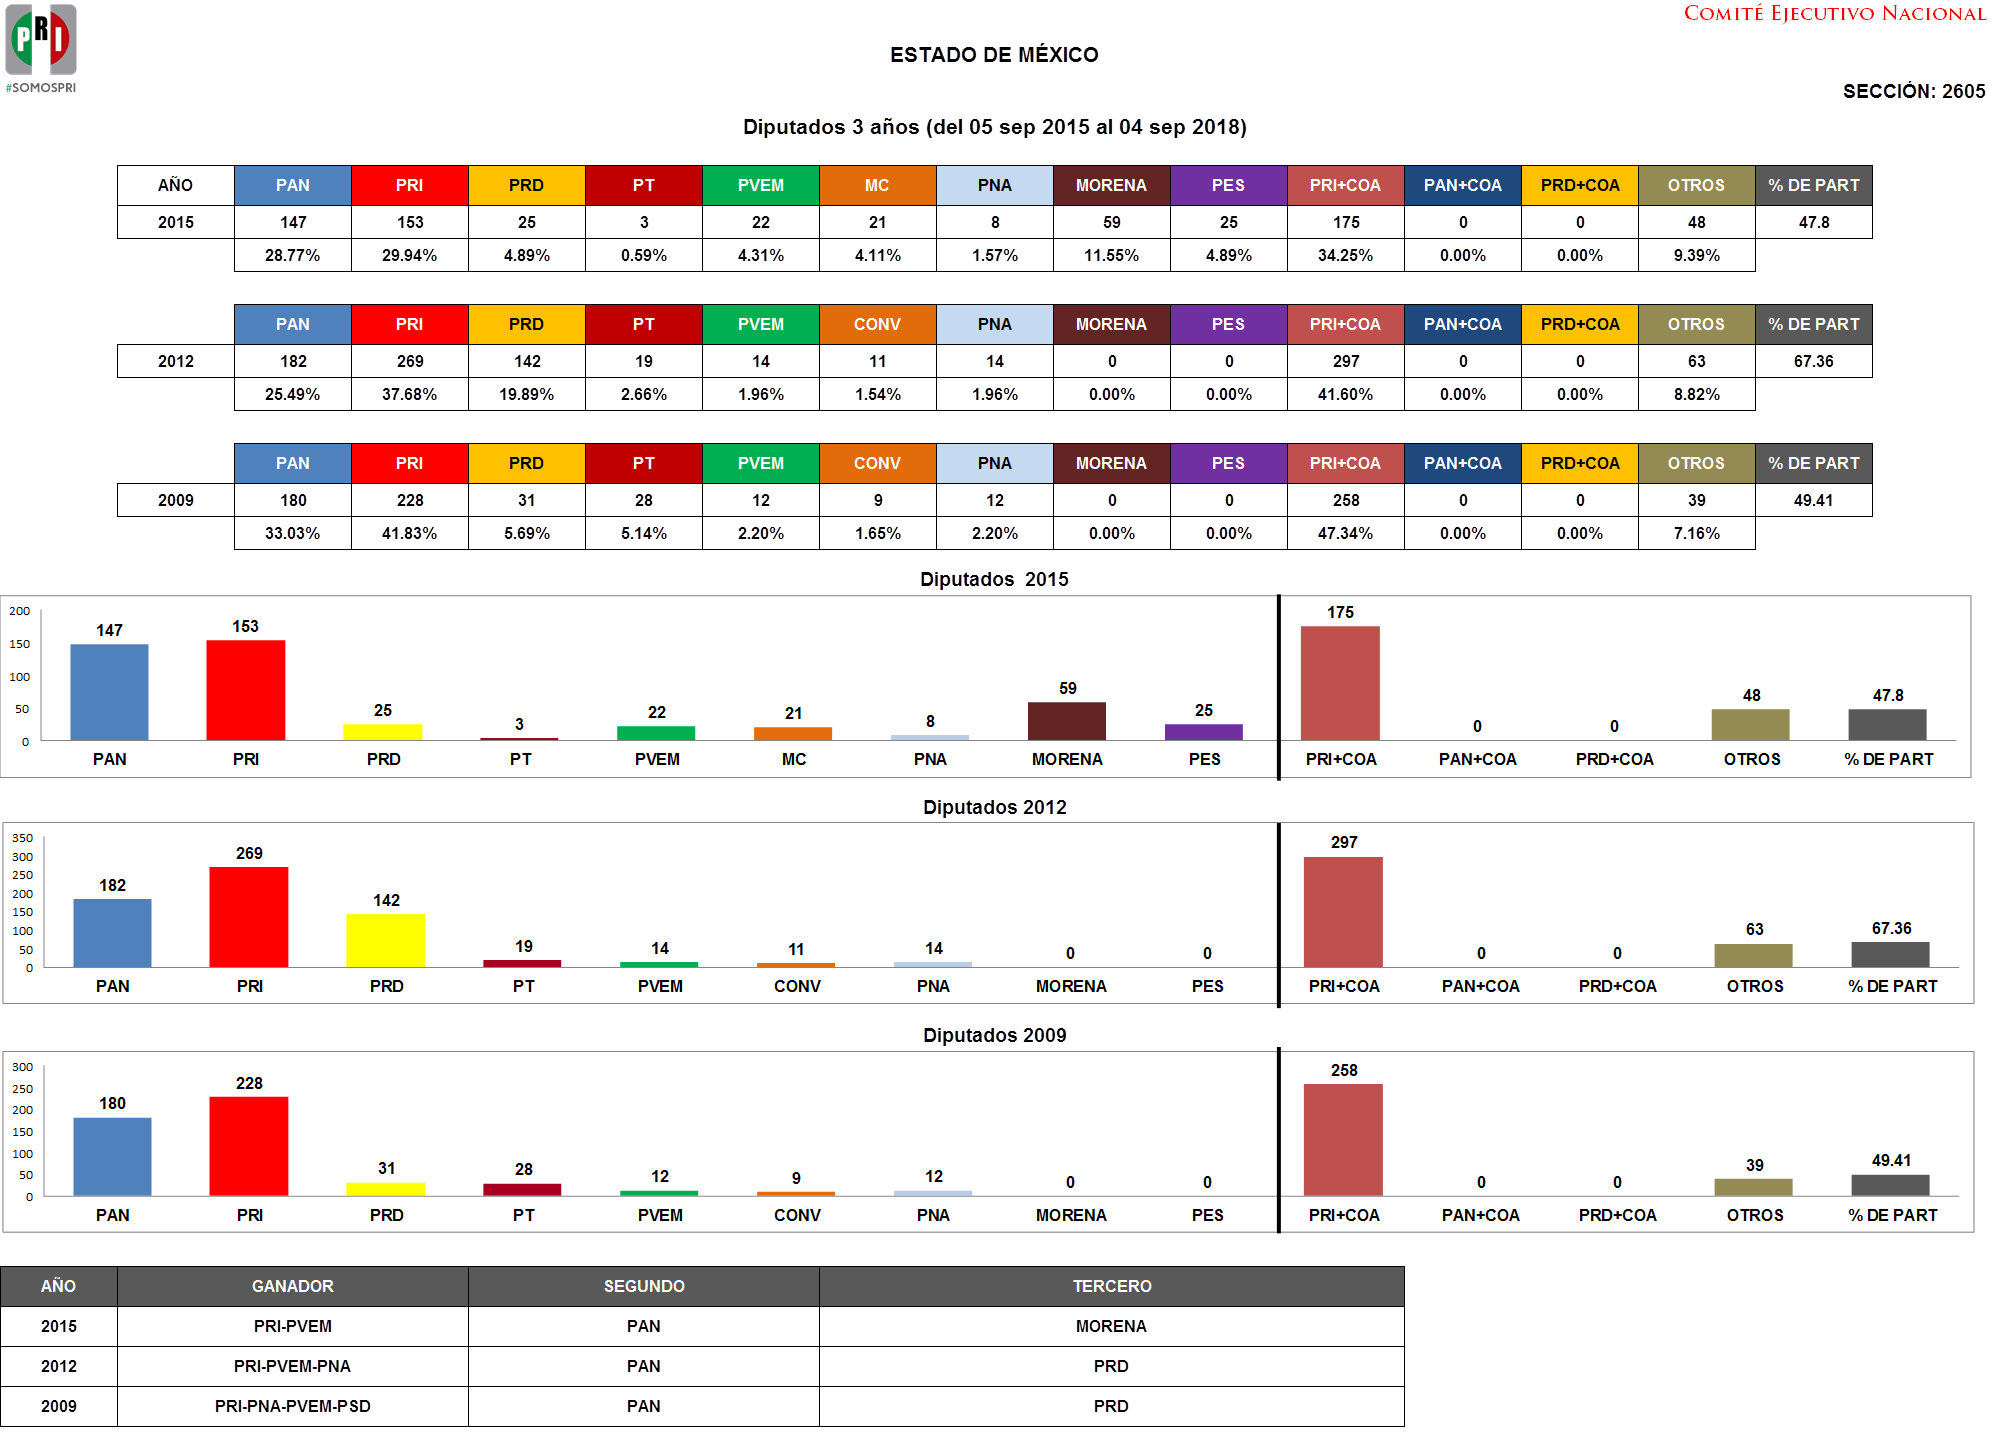 PRI
#SOMOSPRI
COMITÉ EJECUTIVO NACIONAL
ESTADO DE MÉXICO
SECCIÓN: 2605
Diputados 3 años (del 05 sep 2015 al 04 sep 2018)
AÑO PAN PRI PRD PT PVEM MC PNA MORENA PES PRI+COA PAN+COA PRD+COA OTROS % DE PART
2015 147 153 25 3 22 21 8 59 25 175 0 0 48 47.8
28.77% 29.94% 4.89% 0.59% 4.31% 4.11% 1.57% 11.55% 4.89% 34.25% 0.00% 0.00% 9.39%
PAN PRI PRD PT PVEM CONV PNA MORENA PES PRI+COA PAN+COA PRD+COA OTROS % DE PART
2012 182 269 142 19 14 11 14 0 0 297 0 0 63 67.36
25.49% 37.68% 19.89% 2.66% 1.96% 1.54% 1.96% 0.00% 0.00% 41.60% 0.00% 0.00% 8.82%
PAN PRI PRD PT PVEM CONV PNA MORENA PES PRI+COA PAN+COA PRD+COA OTROS % DE PART
2009 180 228 31 28 12 9 12 0 0 258 0 0 39 49.41
33.03% 41.83% 5.69% 5.14% 2.20% 1.65% 2.20% 0.00% 0.00% 47.34% 0.00% 0.00% 7.16%
Diputados 2015
200
150
100
50
0
147 153 25 3 22 21 8 59 25 175 0 0 48 47.8
PAN PRI PRD PT PVEM MC PNA MORENA PES PRI+COA PAN+COA PRD+COA OTROS % DE PART
Diputados 2012
350
300
250
200
150
100
50
0
182 269 142 19 14 11 14 0 0 297 0 0 63 67.36
PAN PRI PRD PT PVEM CONV PNA MORENA PES PRI+COA PAN+COA PRD+COA OTROS % DE PART
Diputados 2009
300
250
200
150
100
50
0
180 228 31 28 12 9 12 0 0 258 0 0 39 49.41
PAN PRI PRD PT PVEM CONV PNA MORENA PES PRI+COA PAN+COA PRD+COA OTROS % DE PART
AÑO GANADOR SEGUNDO TERCERO
2015 PRI-PVEM PAN MORENA
2012 PRI-PVEM-PNA PAN PRD
2009 PRI-PNA-PVEM-PSD PAN PRD